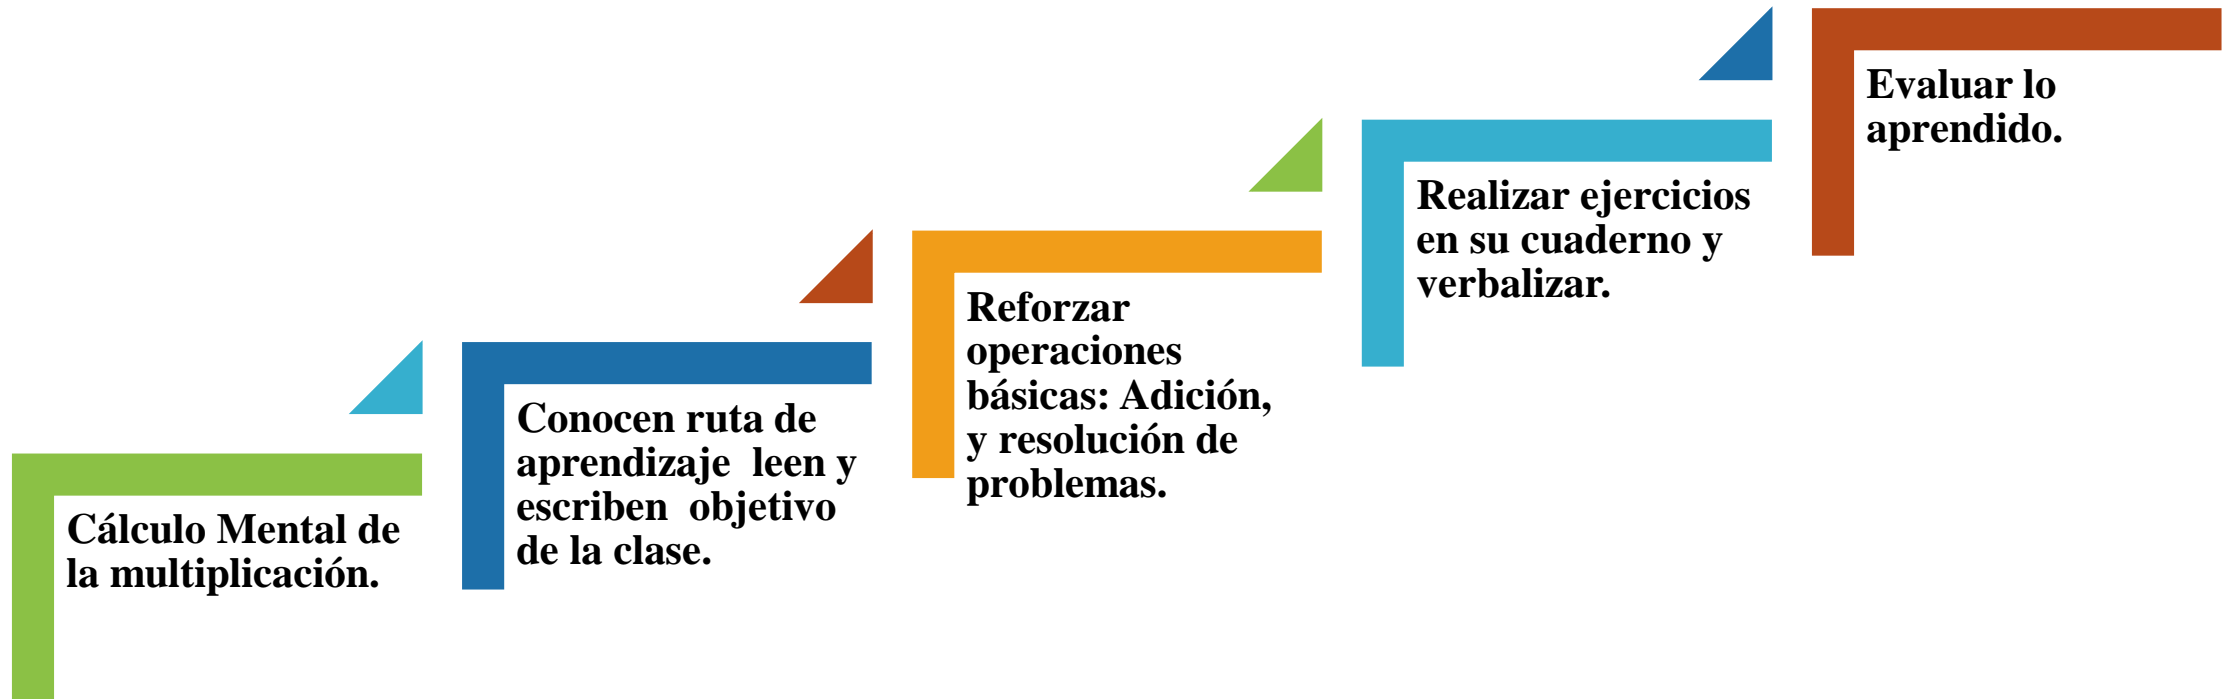 Cálculo Mental de
la multiplicación.
Conocen ruta de
aprendizaje  leen y
escriben  objetivo
de la clase.
Reforzar
operaciones
básicas: Adición,
y resolución de
problemas.
Realizar ejercicios
en su cuaderno y
verbalizar.
Evaluar lo
aprendido.